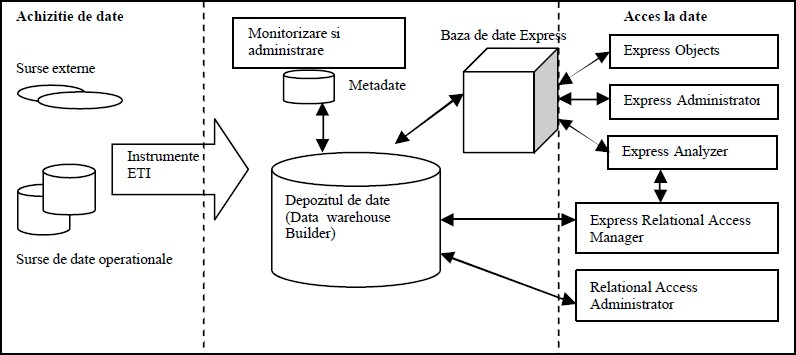 Achizitie de date
Surse externe
Instrumente
ETI
Surse de date operationale
Monitorizare si
administrare
Metadate
Depozitul de date
(Data warehouse
Builder)
Baza de date Express
Acces la date
Express Objects
Express Administrator
Express Analyzer
Express Relational Access
Manager
Relational Access
Administrator